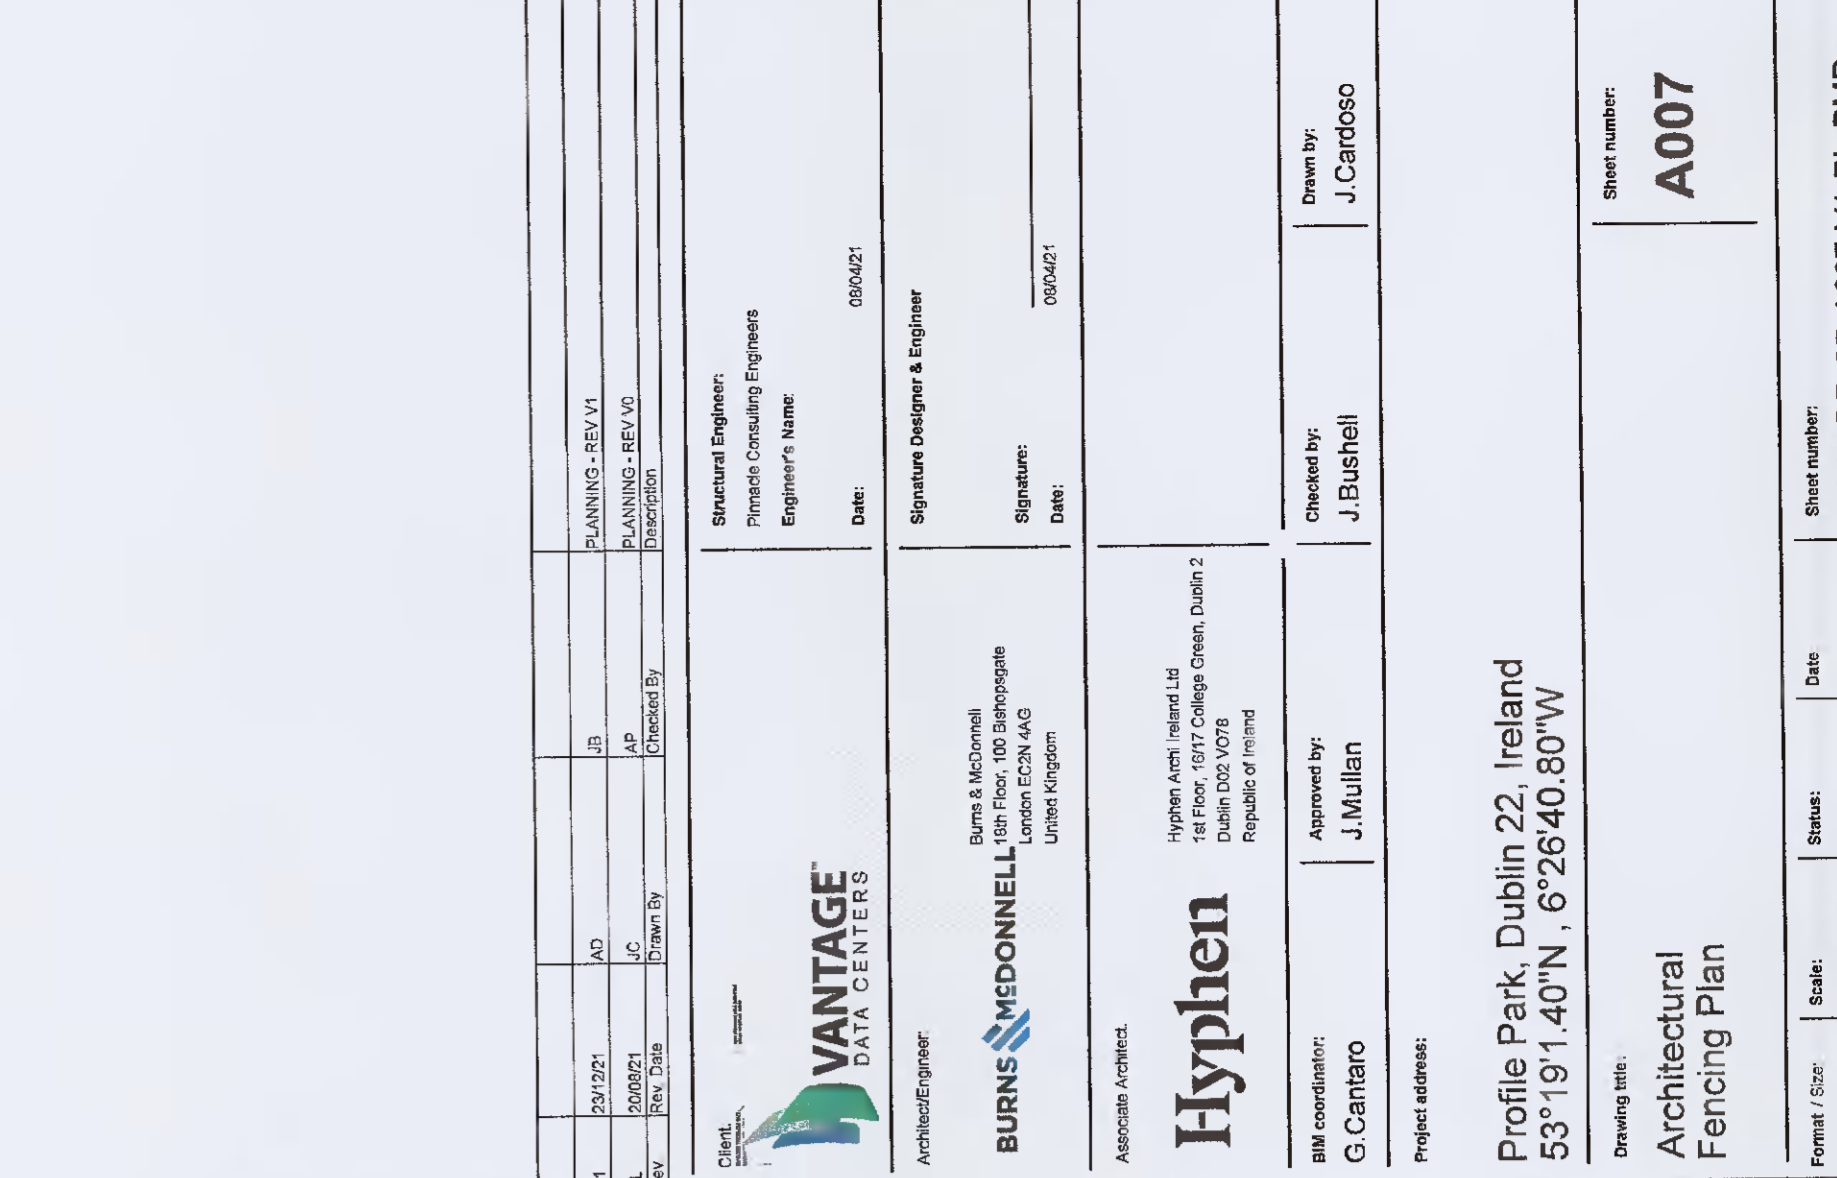 23/12/21 AD JB PLANNING - REV V1
20/08/21 JC AP PLANNING - REV V0
Rev. Date Drawn By Checked By Description
Client:
VANTAGE™
DATA CENTERS
Structural Engineer:
Pinnacle Consulting Engineers
Engineer's Name:
Date: 08/04/21
Architect/Engineer:
BURNS McDONNELL
Burns & McDonnell
18th Floor, 100 Bishopsgate
London EC2N 4AG
United Kingdom
Signature Designer & Engineer
Signature:
Date: 08/04/21
Associate Architect:
Hyphen
Hyphen Archi Ireland Ltd
1st Floor, 16/17 College Green, Dublin 2
Dublin D02 V078
Republic of Ireland
BIM coordinator: Approved by: Checked by: Drawn by:
G.Cantaro J.Mullan J.Bushell J.Cardoso
Project address:
Profile Park, Dublin 22, Ireland
53°19'1.40"N , 6°26'40.80"W
Drawing title: Sheet number:
Architectural
Fencing Plan
A007
Format / Size: Scale: Status: Date Sheet number: